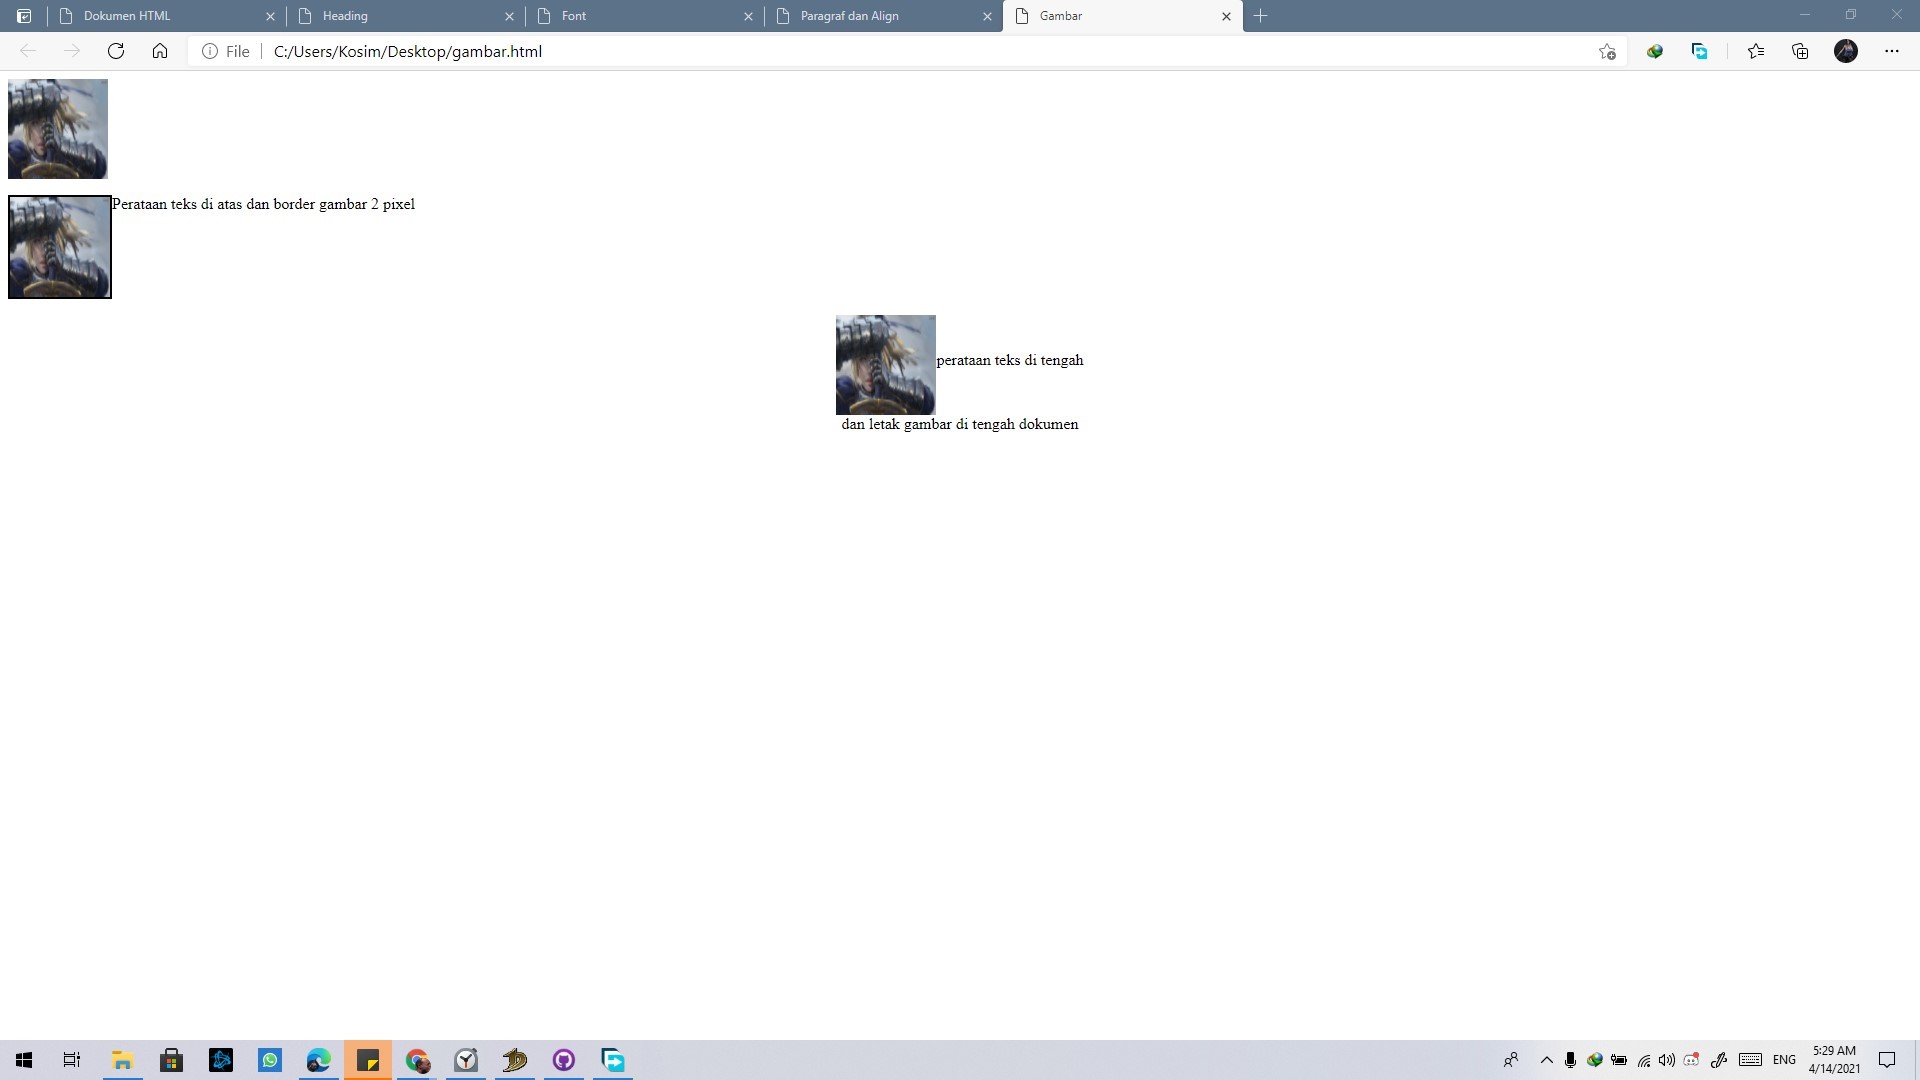 Dokumen HTML
Heading
Font
Paragraf dan Align
Gambar
File
C:/Users/Kosim/Desktop/gambar.html
Perataan teks di atas dan border gambar 2 pixel
perataan teks di tengah
dan letak gambar di tengah dokumen
ENG
5:29 AM
4/14/2021